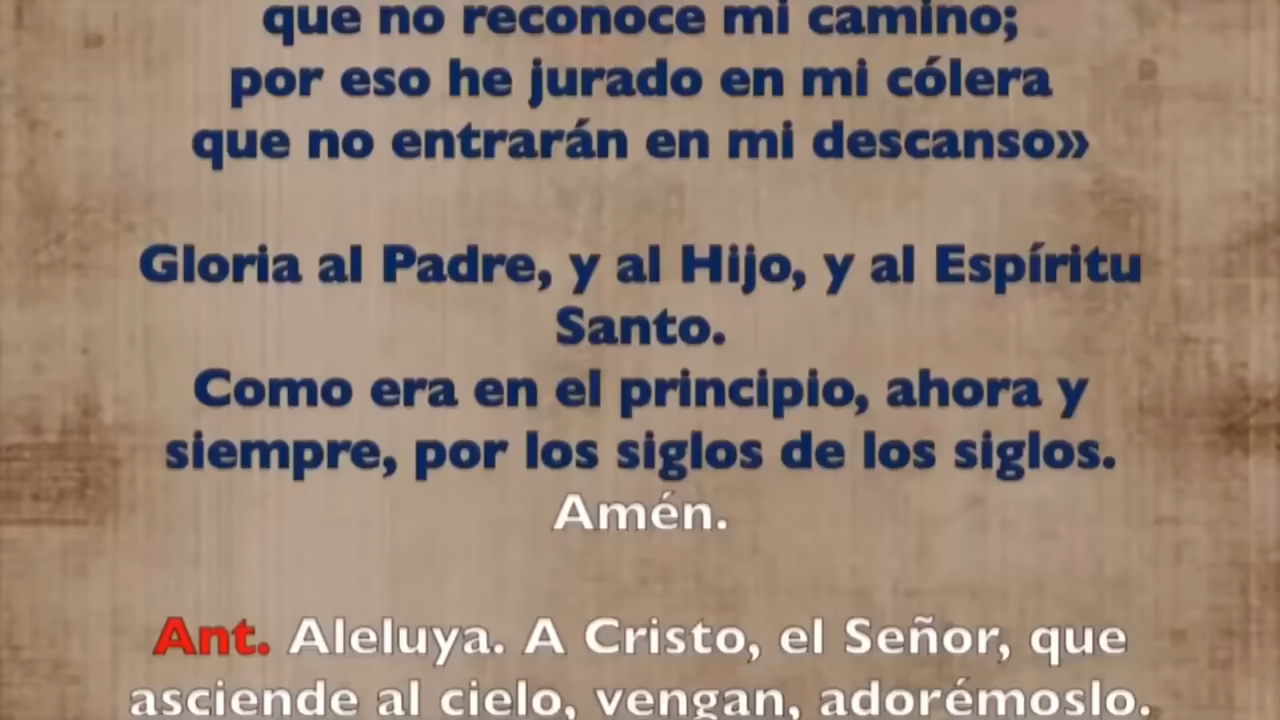 que no reconoce mi camino;
por eso he jurado en mi cólera
que no entrarán en mi descanso»
Gloria al Padre, y al Hijo, y al Espíritu
Santo.
Como era en el principio, ahora y
siempre, por los siglos de los siglos.
Amén.
Ant. Aleluya. A Cristo, el Señor, que
asciende al cielo, vengan, adorémoslo.